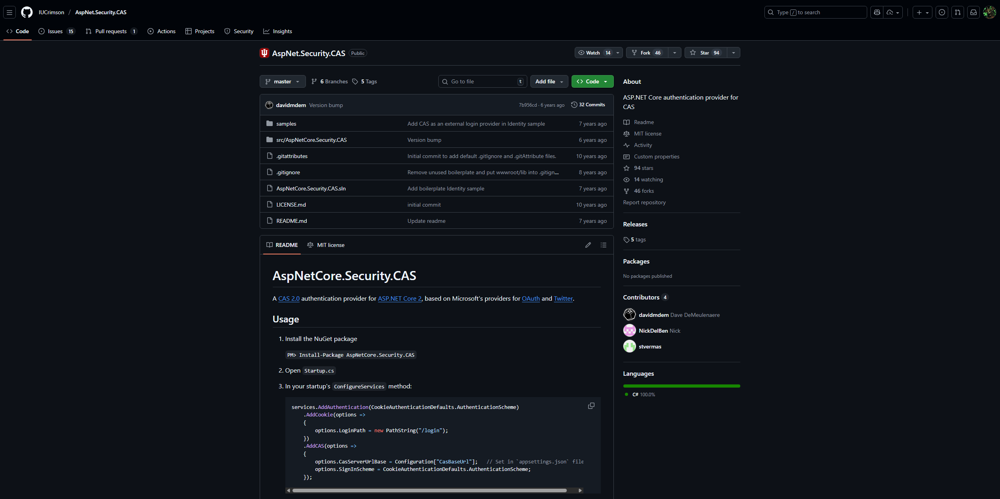 IUCrimson / AspNet.Security.CAS
Type / to search
Code
Issues 15
Pull requests 1
Actions
Projects
Security
Insights
AspNet.Security.CAS Public
Watch 14
Fork 46
Star 94
master
6 Branches
5 Tags
Go to file t
Add file
Code
davidmdem Version bump 7b956cd · 6 years ago 32 Commits
samples Add CAS as an external login provider in Identity sample 7 years ago
src/AspNetCore.Security.CAS Version bump 6 years ago
.gitattributes Initial commit to add default .gitIgnore and .gitAttribute files. 10 years ago
.gitignore Remove unused boilerplate and put wwwroot/lib into .gitign... 8 years ago
AspNetCore.Security.CAS.sln Add boilerplate Identity sample 7 years ago
LICENSE.md initial commit 10 years ago
README.md Update readme 7 years ago
README
MIT license
AspNetCore.Security.CAS
A CAS 2.0 authentication provider for ASP.NET Core 2, based on Microsoft's providers for OAuth and Twitter.
Usage
1. Install the NuGet package
PM> Install-Package AspNetCore.Security.CAS
2. Open Startup.cs
3. In your startup's ConfigureServices method:
services.AddAuthentication(CookieAuthenticationDefaults.AuthenticationScheme)
    .AddCookie(options =>
    {
        options.LoginPath = new PathString("/login");
    })
    .AddCAS(options =>
    {
        options.CasServerUrlBase = Configuration["CasBaseUrl"];   // Set in `appsettings.json` file
        options.SignInScheme = CookieAuthenticationDefaults.AuthenticationScheme;
    });
About
ASP.NET Core authentication provider for
CAS
Readme
MIT license
Activity
Custom properties
94 stars
14 watching
46 forks
Report repository
Releases
5 tags
Packages
No packages published
Contributors 4
davidmdem Dave DeMeulenaere
NickDelBen Nick
stvermas
Languages
C# 100.0%